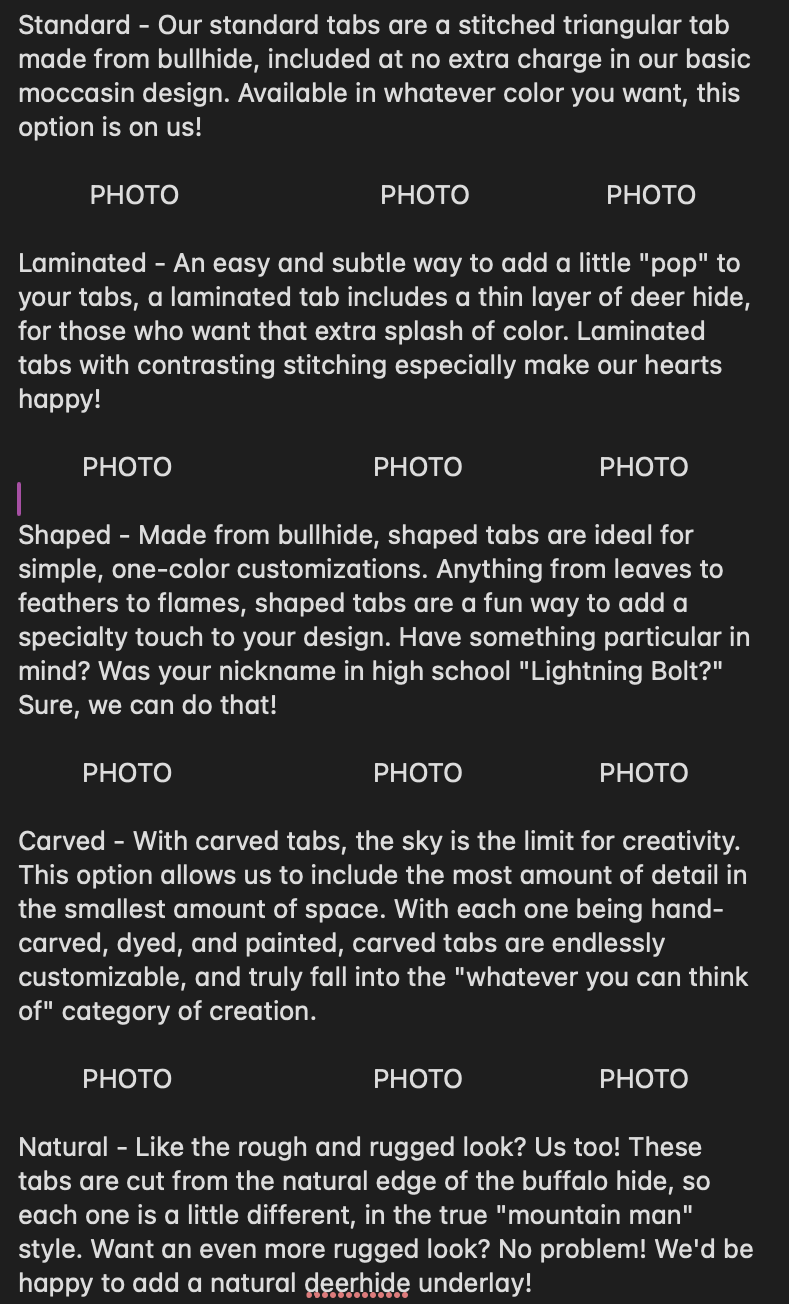 Standard - Our standard tabs are a stitched triangular tab
made from bullhide, included at no extra charge in our basic
moccasin design. Available in whatever color you want, this
option is on us!
PHOTO PHOTO PHOTO
Laminated - An easy and subtle way to add a little "pop" to
your tabs, a laminated tab includes a thin layer of deer hide,
for those who want that extra splash of color. Laminated
tabs with contrasting stitching especially make our hearts
happy!
PHOTO PHOTO PHOTO
Shaped - Made from bullhide, shaped tabs are ideal for
simple, one-color customizations. Anything from leaves to
feathers to flames, shaped tabs are a fun way to add a
specialty touch to your design. Have something particular in
mind? Was your nickname in high school "Lightning Bolt?"
Sure, we can do that!
PHOTO PHOTO PHOTO
Carved - With carved tabs, the sky is the limit for creativity.
This option allows us to include the most amount of detail in
the smallest amount of space. With each one being hand-
carved, dyed, and painted, carved tabs are endlessly
customizable, and truly fall into the "whatever you can think
of" category of creation.
PHOTO PHOTO PHOTO
Natural - Like the rough and rugged look? Us too! These
tabs are cut from the natural edge of the buffalo hide, so
each one is a little different, in the true "mountain man"
style. Want an even more rugged look? No problem! We'd be
happy to add a natural deerhide underlay!